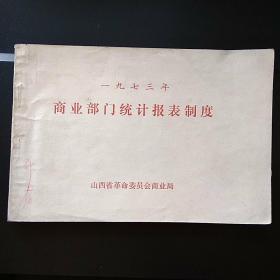 一九七三年
商业部门统计报表制度
山西省革命委员会商业局